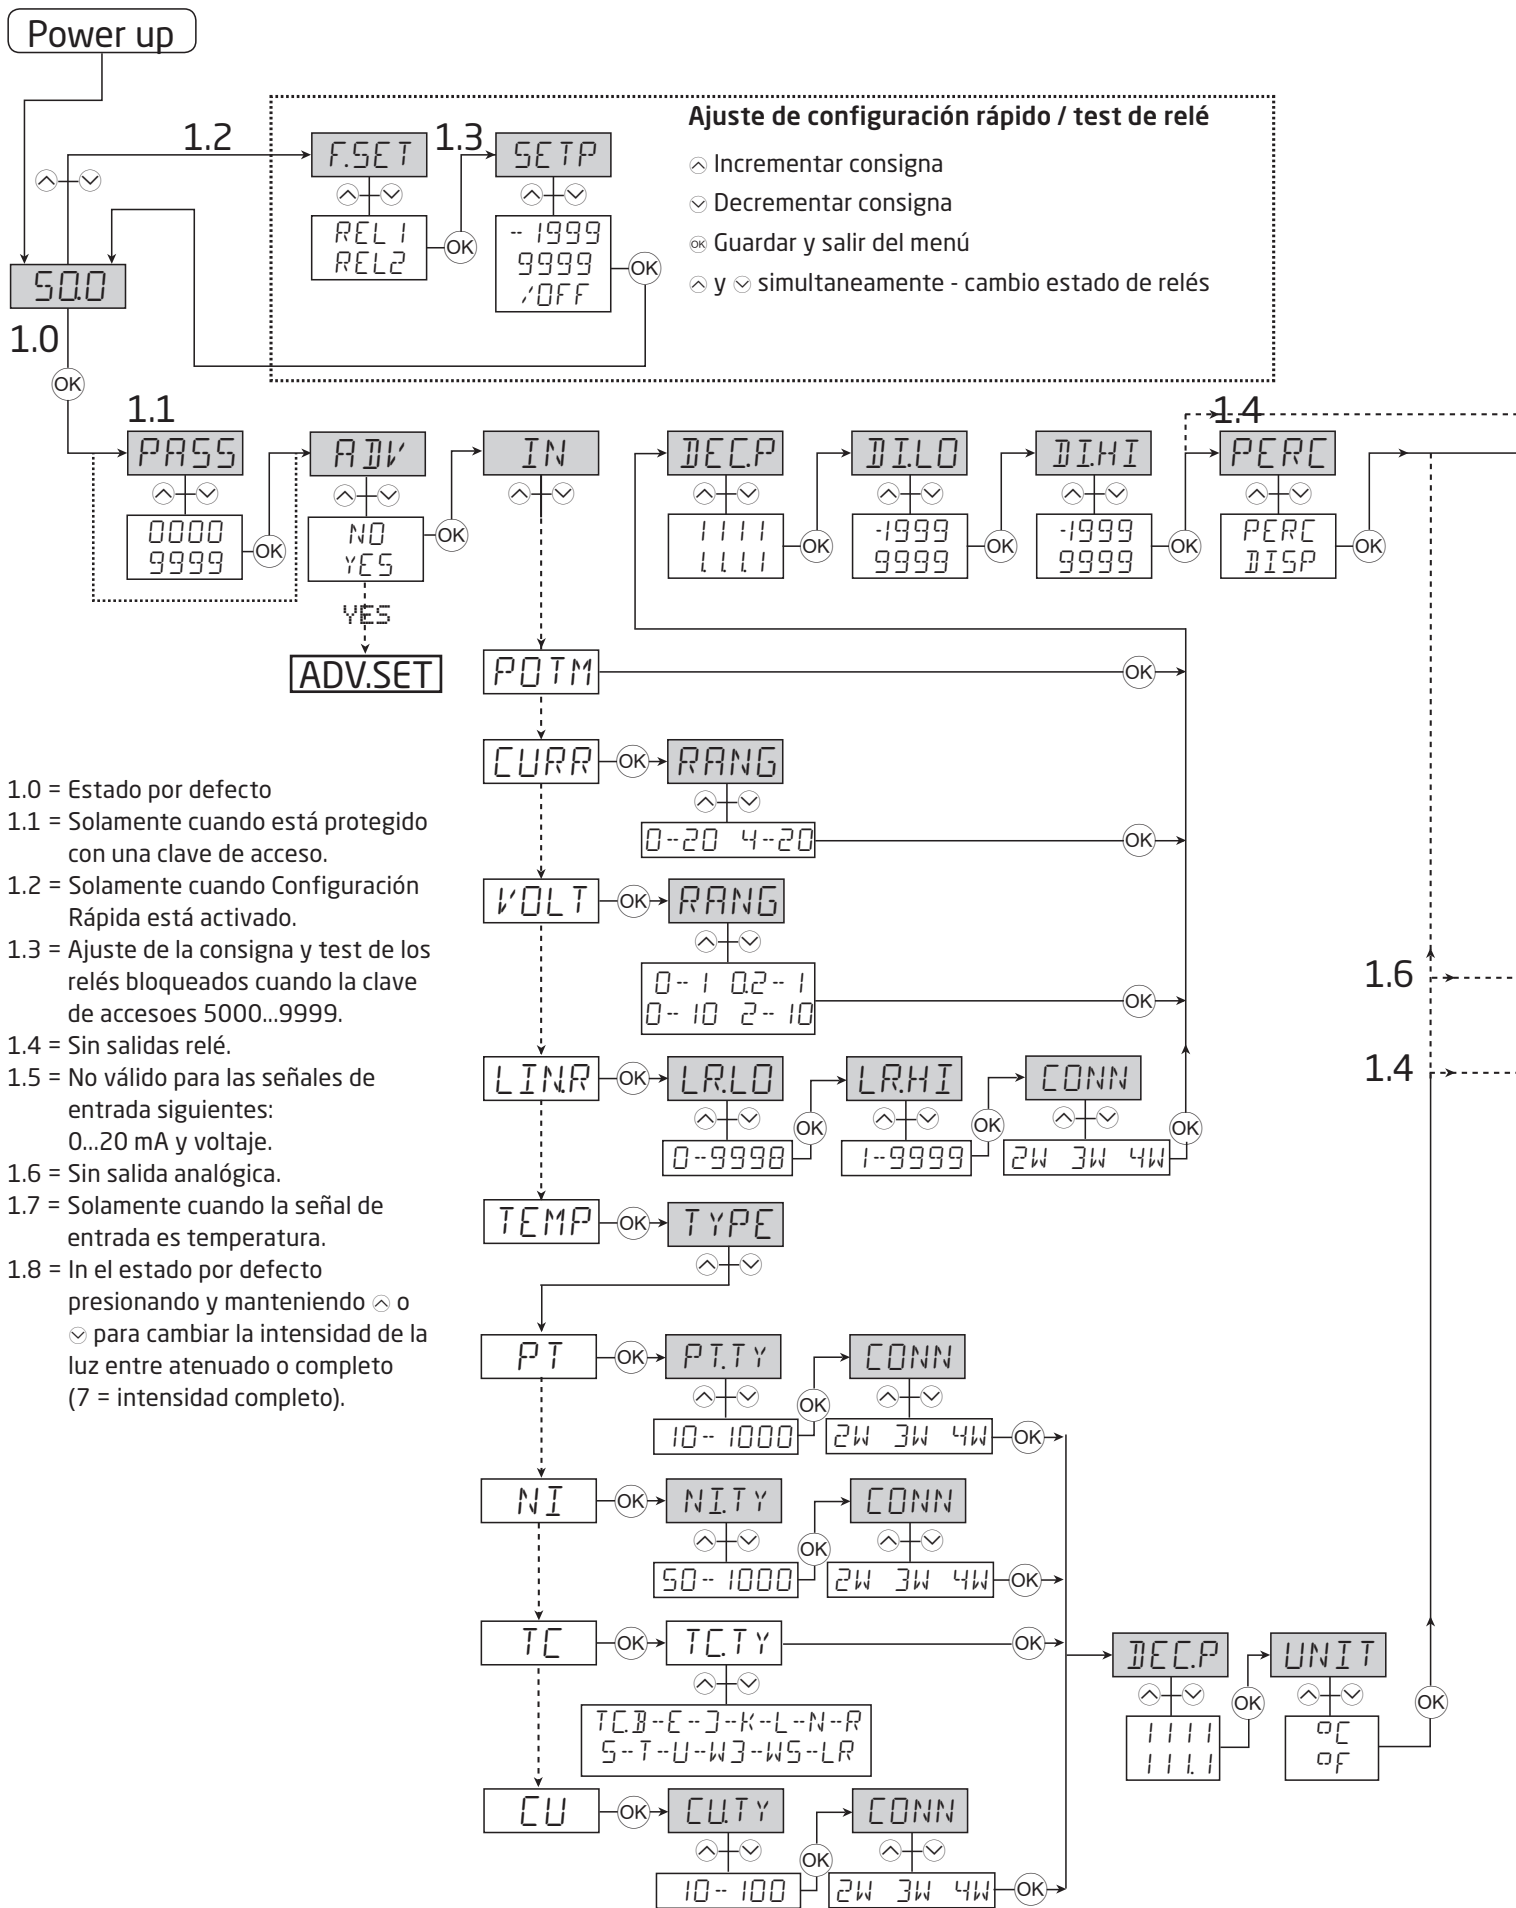 Power up
1.2
F.SET
1.3
SETP
Ajuste de configuración rápido / test de relé
Incrementar consigna
Decrementar consigna
OK Guardar y salir del menú
y simultaneamente - cambio estado de relés
REL1
REL2
OK
-1999
9999
/OFF
OK
50.0
1.0
OK
1.1
1.4
PASS
ADV
IN
DEC.P
DI.LO
DI.HI
PERC
0000
9999
OK
NO
YES
OK
1111
1.1.1.1
OK
-1999
9999
OK
-1999
9999
OK
PERC
DISP
OK
YES
ADV.SET
POTM
OK
CURR
OK
RANG
0-20 4-20
OK
VOLT
OK
RANG
0-1 0.2-1
0-10 2-10
OK
LIN.R
OK
LR.LO
LR.HI
CONN
0-9998
OK
1-9999
OK
2W 3W 4W
OK
TEMP
OK
TYPE
1.6
1.4
1.0 = Estado por defecto
1.1 = Solamente cuando está protegido
con una clave de acceso.
1.2 = Solamente cuando Configuración
Rápida está activado.
1.3 = Ajuste de la consigna y test de los
relés bloqueados cuando la clave
de accesoes 5000...9999.
1.4 = Sin salidas relé.
1.5 = No válido para las señales de
entrada siguientes:
0...20 mA y voltaje.
1.6 = Sin salida analógica.
1.7 = Solamente cuando la señal de
entrada es temperatura.
1.8 = In el estado por defecto
presionando y manteniendo o
para cambiar la intensidad de la
luz entre atenuado o completo
(7 = intensidad completo).
PT
OK
PT.TY
CONN
10-1000
OK
2W 3W 4W
OK
NI
OK
NI.TY
CONN
50-1000
OK
2W 3W 4W
OK
TC
OK
TC.TY
OK
TC.B-E-J-K-L-N-R
S-T-U-W3-W5-LR
CU
OK
CU.TY
CONN
10-100
OK
2W 3W 4W
OK
DEC.P
UNIT
1111
111.1
OK
°C
°F
OK